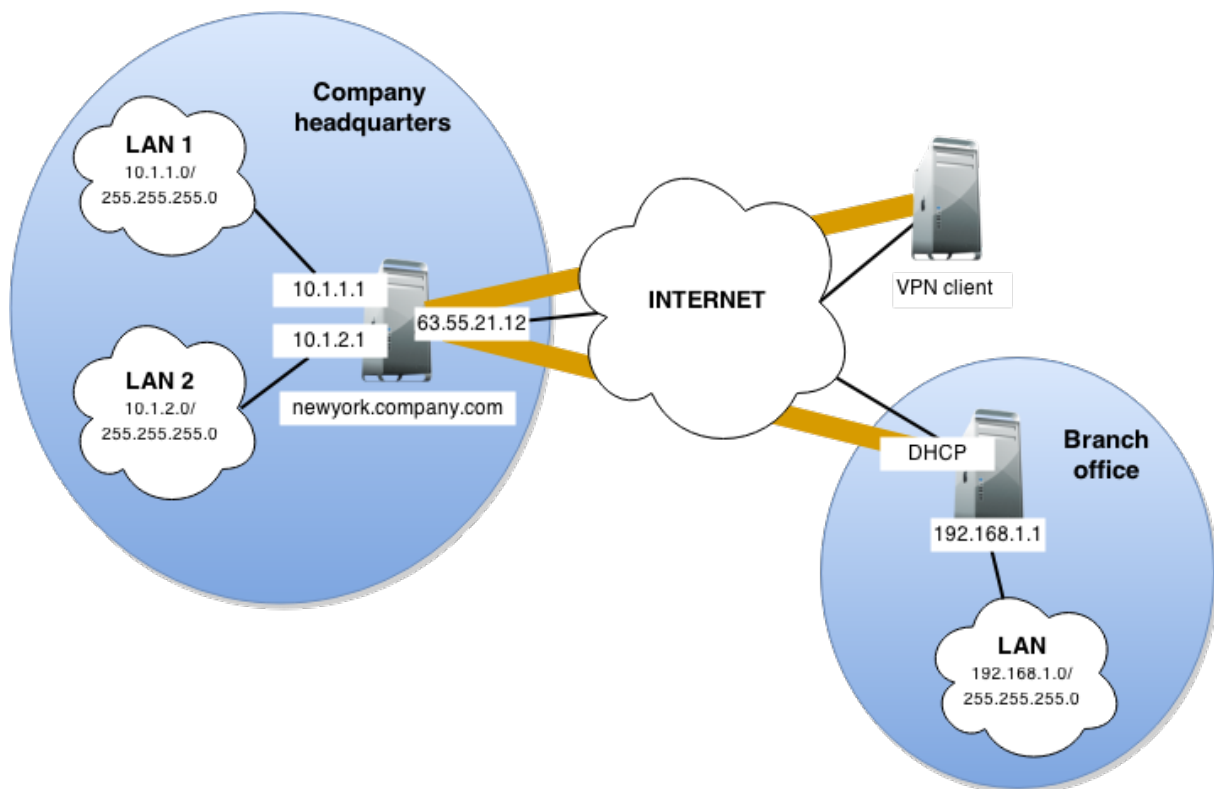 Company
headquarters
LAN 1
10.1.1.0/
255.255.255.0
10.1.1.1
10.1.2.1
63.55.21.12
newyork.company.com
LAN 2
10.1.2.0/
255.255.255.0
INTERNET
VPN client
Branch
office
DHCP
192.168.1.1
LAN
192.168.1.0/
255.255.255.0